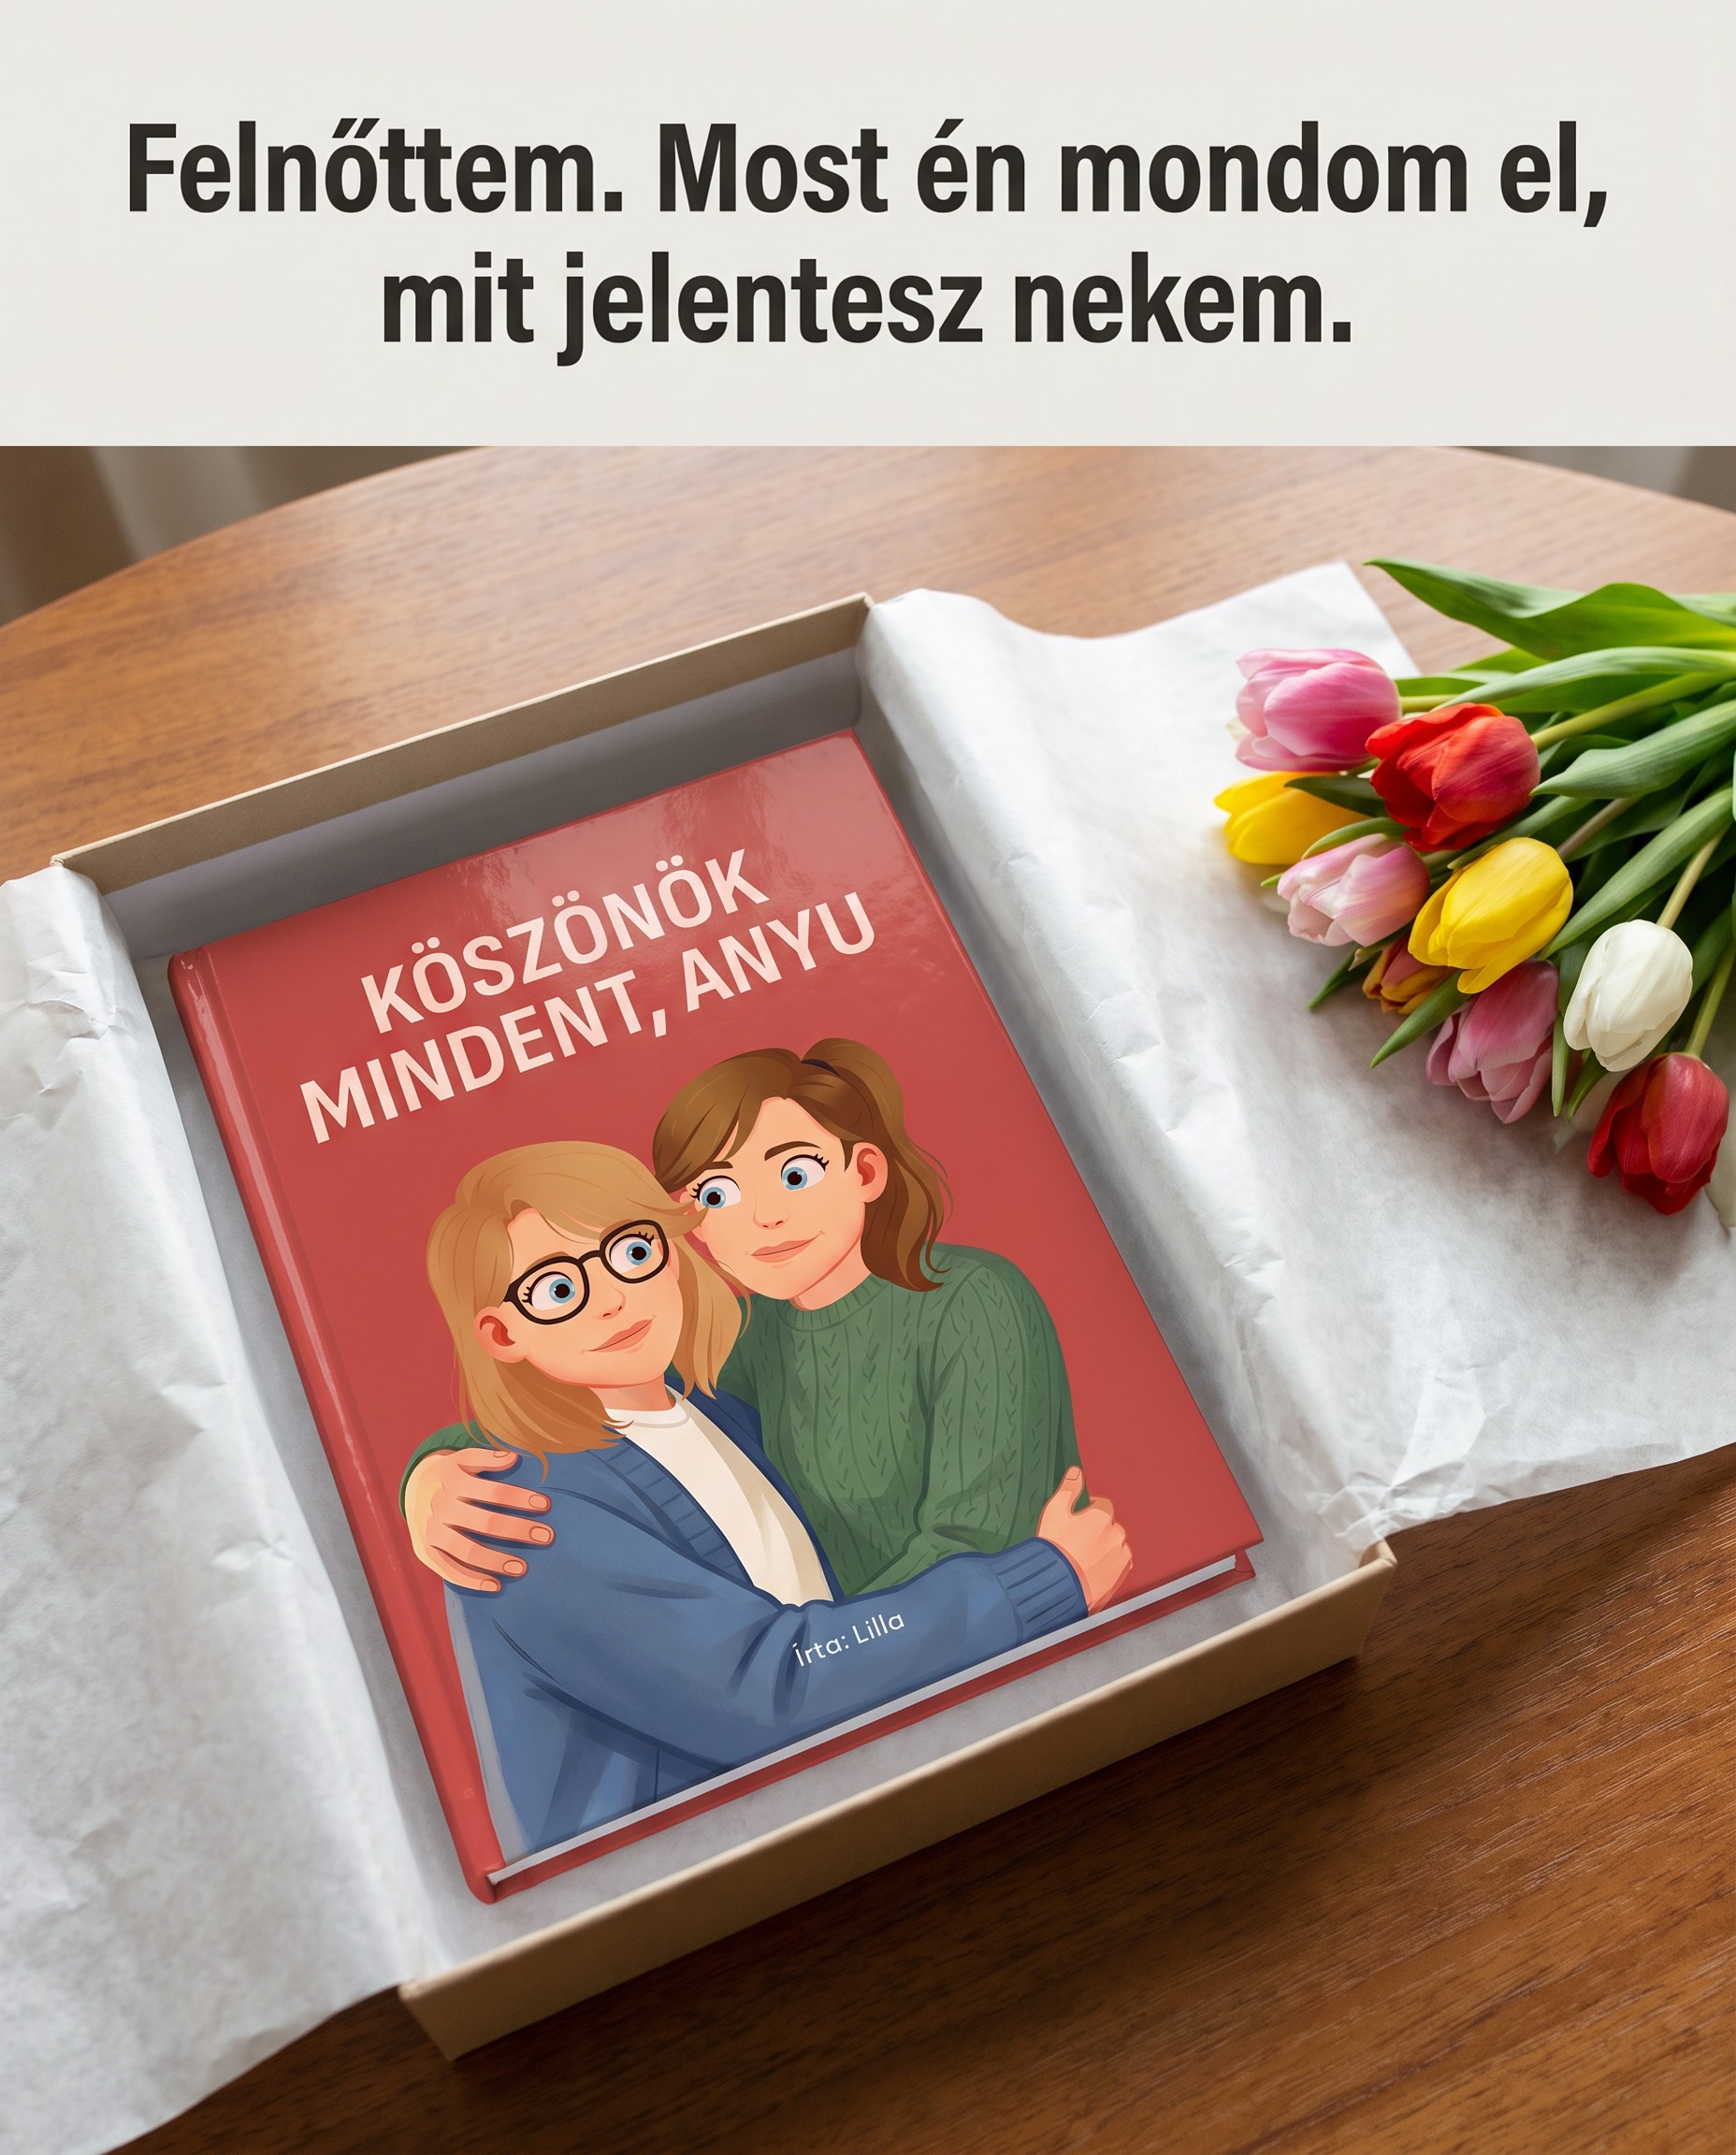 Felnőttem. Most én mondom el,
mit jelentesz nekem.
KÖSZÖNÖK
MINDENT, ANYU
Írta: Lilla